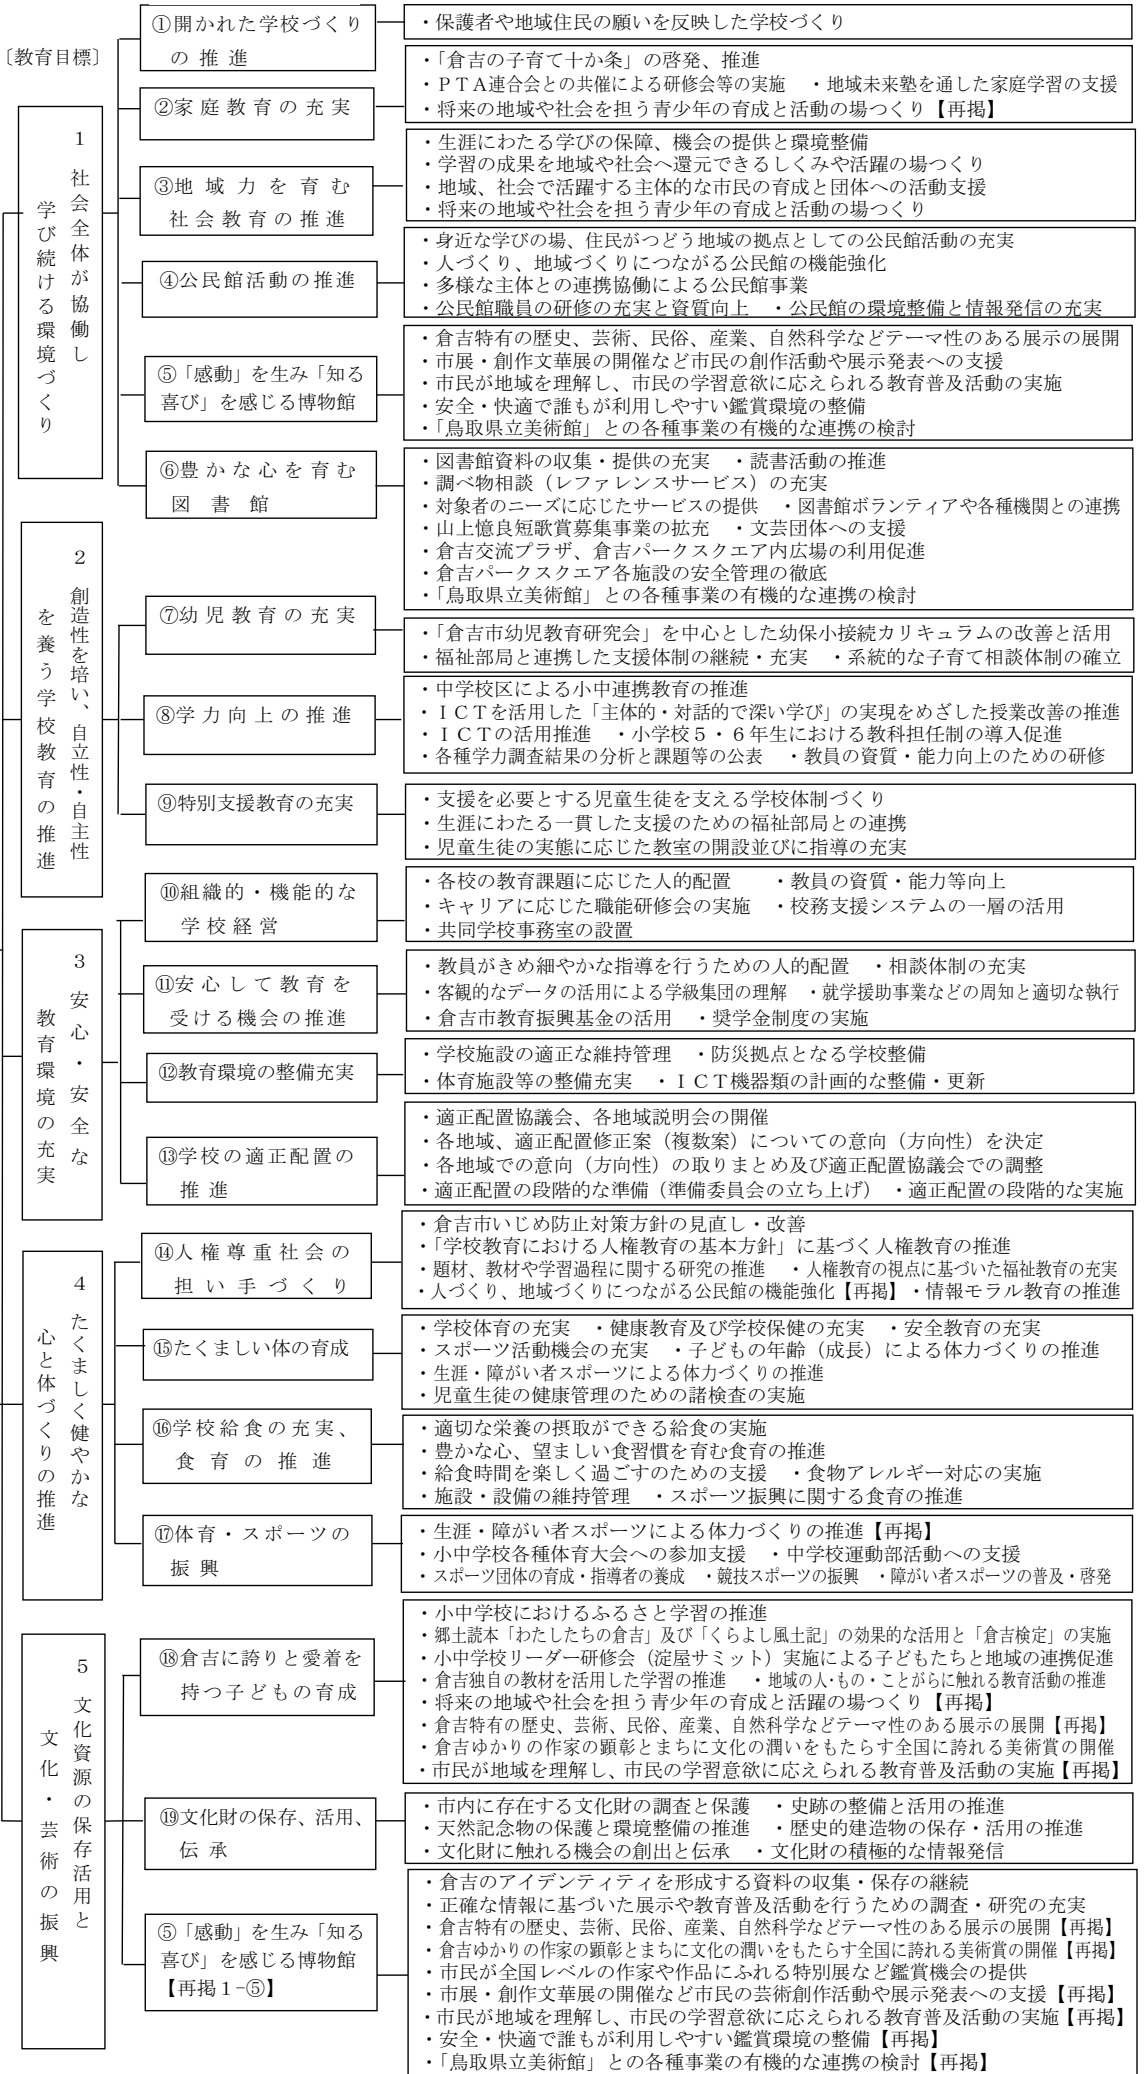 〔教育目標〕
1 社会全体が協働し
学び続ける環境づくり
①開かれた学校づくり
の推進
・保護者や地域住民の願いを反映した学校づくり
②家庭教育の充実
・「倉吉の子育て十か条」の啓発、推進
・ＰＴＡ連合会との共催による研修会等の実施 ・地域未来塾を通した家庭学習の支援
・将来の地域や社会を担う青少年の育成と活動の場つくり【再掲】
③地域力を育む
社会教育の推進
・生涯にわたる学びの保障、機会の提供と環境整備
・学習の成果を地域や社会へ還元できるしくみや活躍の場つくり
・地域、社会で活躍する主体的な市民の育成と団体への活動支援
・将来の地域や社会を担う青少年の育成と活動の場つくり
④公民館活動の推進
・身近な学びの場、住民がつどう地域の拠点としての公民館活動の充実
・人づくり、地域づくりにつながる公民館の機能強化
・多様な主体との連携協働による公民館事業
・公民館職員の研修の充実と資質向上 ・公民館の環境整備と情報発信の充実
⑤「感動」を生み「知る
喜び」を感じる博物館
・倉吉特有の歴史、芸術、民俗、産業、自然科学などテーマ性のある展示の展開
・市展・創作文華展の開催など市民の創作活動や展示発表への支援
・市民が地域を理解し、市民の学習意欲に応えられる教育普及活動の実施
・安全・快適で誰もが利用しやすい鑑賞環境の整備
・「鳥取県立美術館」との各種事業の有機的な連携の検討
⑥豊かな心を育む
図書館
・図書館資料の収集・提供の充実 ・読書活動の推進
・調べ物相談（レファレンスサービス）の充実
・対象者のニーズに応じたサービスの提供 ・図書館ボランティアや各種機関との連携
・山上憶良短歌賞募集事業の拡充 ・文芸団体への支援
・倉吉交流プラザ、倉吉パークスクエア内広場の利用促進
・倉吉パークスクエア各施設の安全管理の徹底
・「鳥取県立美術館」との各種事業の有機的な連携の検討
2 創造性を培い、自立性・自主性
を養う学校教育の推進
⑦幼児教育の充実
・「倉吉市幼児教育研究会」を中心とした幼保小接続カリキュラムの改善と活用
・福祉部局と連携した支援体制の継続・充実 ・系統的な子育て相談体制の確立
⑧学力向上の推進
・中学校区による小中連携教育の推進
・ＩＣＴを活用した「主体的・対話的で深い学び」の実現をめざした授業改善の推進
・ＩＣＴの活用推進 ・小学校５・６年生における教科担任制の導入促進
・各種学力調査結果の分析と課題等の公表 ・教員の資質・能力向上のための研修
⑨特別支援教育の充実
・支援を必要とする児童生徒を支える学校体制づくり
・生涯にわたる一貫した支援のための福祉部局との連携
・児童生徒の実態に応じた教室の開設並びに指導の充実
3 安心・安全な
教育環境の充実
⑩組織的・機能的な
学校経営
・各校の教育課題に応じた人的配置 ・教員の資質・能力等向上
・キャリアに応じた職能研修会の実施 ・校務支援システムの一層の活用
・共同学校事務室の設置
⑪安心して教育を
受ける機会の推進
・教員がきめ細やかな指導を行うための人的配置 ・相談体制の充実
・客観的なデータの活用による学級集団の理解 ・就学援助事業などの周知と適切な執行
・倉吉市教育振興基金の活用 ・奨学金制度の実施
⑫教育環境の整備充実
・学校施設の適正な維持管理 ・防災拠点となる学校整備
・体育施設等の整備充実 ・ＩＣＴ機器類の計画的な整備・更新
⑬学校の適正配置の
推進
・適正配置協議会、各地域説明会の開催
・各地域、適正配置修正案（複数案）についての意向（方向性）を決定
・各地域での意向（方向性）の取りまとめ及び適正配置協議会での調整
・適正配置の段階的な準備（準備委員会の立ち上げ） ・適正配置の段階的な実施
4 たくましく健やかな
心と体づくりの推進
⑭人権尊重社会の
担い手づくり
・倉吉市いじめ防止対策方針の見直し・改善
・「学校教育における人権教育の基本方針」に基づく人権教育の推進
・題材、教材や学習過程に関する研究の推進 ・人権教育の視点に基づいた福祉教育の充実
・人づくり、地域づくりにつながる公民館の機能強化【再掲】・情報モラル教育の推進
⑮たくましい体の育成
・学校体育の充実 ・健康教育及び学校保健の充実 ・安全教育の充実
・スポーツ活動機会の充実 ・子どもの年齢（成長）による体力づくりの推進
・生涯・障がい者スポーツによる体力づくりの推進
・児童生徒の健康管理のための諸検査の実施
⑯学校給食の充実、
食育の推進
・適切な栄養の摂取ができる給食の実施
・豊かな心、望ましい食習慣を育む食育の推進
・給食時間を楽しく過ごすのための支援 ・食物アレルギー対応の実施
・施設・設備の維持管理 ・スポーツ振興に関する食育の推進
⑰体育・スポーツの
振興
・生涯・障がい者スポーツによる体力づくりの推進【再掲】
・小中学校各種体育大会への参加支援 ・中学校運動部活動への支援
・スポーツ団体の育成・指導者の養成 ・競技スポーツの振興 ・障がい者スポーツの普及・啓発
5 文化資源の保存活用と
文化・芸術の振興
⑱倉吉に誇りと愛着を
持つ子どもの育成
・小中学校におけるふるさと学習の推進
・郷土読本「わたしたちの倉吉」及び「くらよし風土記」の効果的な活用と「倉吉検定」の実施
・小中学校リーダー研修会（淀屋サミット）実施による子どもたちと地域の連携促進
・倉吉独自の教材を活用した学習の推進 ・地域の人・もの・ことがらに触れる教育活動の推進
・将来の地域や社会を担う青少年の育成と活躍の場つくり【再掲】
・倉吉特有の歴史、芸術、民俗、産業、自然科学などテーマ性のある展示の展開【再掲】
・倉吉ゆかりの作家の顕彰とまちに文化の潤いをもたらす全国に誇れる美術賞の開催
・市民が地域を理解し、市民の学習意欲に応えられる教育普及活動の実施【再掲】
⑲文化財の保存、活用、
伝承
・市内に存在する文化財の調査と保護 ・史跡の整備と活用の推進
・天然記念物の保護と環境整備の推進 ・歴史的建造物の保存・活用の推進
・文化財に触れる機会の創出と伝承 ・文化財の積極的な情報発信
⑤「感動」を生み「知る
喜び」を感じる博物館
【再掲１-⑤】
・倉吉のアイデンティティを形成する資料の収集・保存の継続
・正確な情報に基づいた展示や教育普及活動を行うための調査・研究の充実
・倉吉特有の歴史、芸術、民俗、産業、自然科学などテーマ性のある展示の展開【再掲】
・倉吉ゆかりの作家の顕彰とまちに文化の潤いをもたらす全国に誇れる美術賞の開催【再掲】
・市民が全国レベルの作家や作品にふれる特別展など鑑賞機会の提供
・市展・創作文華展の開催など市民の芸術創作活動や展示発表への支援【再掲】
・市民が地域を理解し、市民の学習意欲に応えられる教育普及活動の実施【再掲】
・安全・快適で誰もが利用しやすい鑑賞環境の整備【再掲】
・「鳥取県立美術館」との各種事業の有機的な連携の検討【再掲】